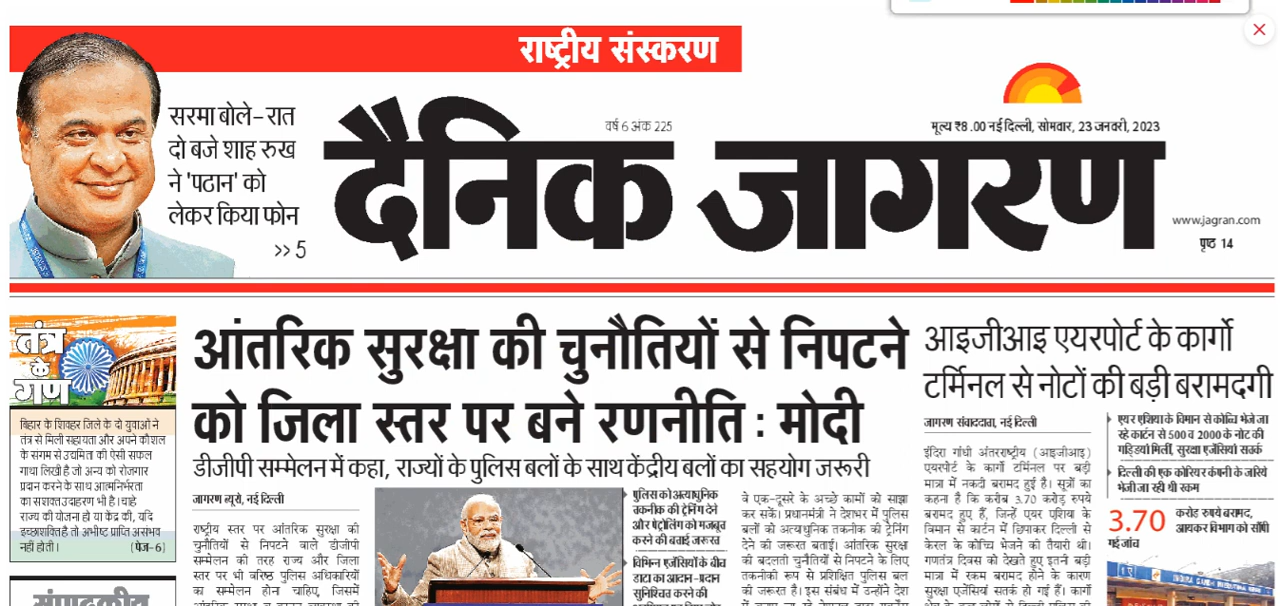 राष्ट्रीय संस्करण
सरमा बोले-रात
दो बजे शाह रुख
ने 'पठान' को
लेकर किया फोन
>> 5
वर्ष 6 अंक 225
मूल्य ₹8.00 नई दिल्ली, सोमवार, 23 जनवरी, 2023
दैनिक जागरण
www.jagran.com
पृष्ठ 14
तंत्र
के
गण
बिहार के शिवहर जिले के दो युवाओं ने
तंत्र से मिली सहायता और अपने कौशल
के संगम से उद्यमिता की ऐसी सफल
गाथा लिखी है जो अन्य को रोजगार
प्रदान करने के साथ आत्मनिर्भरता
का सशक्त उदाहरण भी है। चाहे
राज्य की योजना हो या केंद्र की, यदि
इच्छाशक्ति है तो अभीष्ट प्राप्ति असंभव
नहीं होती। (पेज-6)
संपादकीय
आंतरिक सुरक्षा की चुनौतियों से निपटने
को जिला स्तर पर बने रणनीति : मोदी
डीजीपी सम्मेलन में कहा, राज्यों के पुलिस बलों के साथ केंद्रीय बलों का सहयोग जरूरी
जागरण ब्यूरो, नई दिल्ली
राष्ट्रीय स्तर पर आंतरिक सुरक्षा की
चुनौतियों से निपटने वाले डीजीपी
सम्मेलन की तरह राज्य और जिला
स्तर पर भी वरिष्ठ पुलिस अधिकारियों
का सम्मेलन होना चाहिए, जिसमें
पुलिस को अत्याधुनिक
तकनीक की ट्रेनिंग देने
और पेट्रोलिंग को मजबूत
करने की बताई जरूरत
विभिन्न एजेंसियों के बीच
डाटा का आदान-प्रदान
सुनिश्चित करने की
वे एक-दूसरे के अच्छे कामों को साझा
कर सकें। प्रधानमंत्री ने देशभर में पुलिस
बलों को अत्यधुनिक तकनीक की ट्रेनिंग
देने की जरूरत बताई। आंतरिक सुरक्षा
की बदलती चुनौतियों से निपटने के लिए
तकनीकी रूप से प्रशिक्षित पुलिस बल
की जरूरत है। इस संबंध में उन्होंने देश
आइजीआइ एयरपोर्ट के कार्गो
टर्मिनल से नोटों की बड़ी बरामदगी
जागरण संवाददाता, नई दिल्ली
इंदिरा गांधी अंतरराष्ट्रीय (आइजीआइ)
एयरपोर्ट के कार्गो टर्मिनल पर बड़ी
मात्रा में नकदी बरामद हुई है। सूत्रों का
कहना है कि करीब 3.70 करोड़ रुपये
बरामद हुए हैं, जिन्हें एयर एशिया के
विमान से कार्टन में छिपाकर दिल्ली से
केरल के कोच्चि भेजने को तैयारी थी।
गणतंत्र दिवस को देखते हुए इतनी बड़ी
मात्रा में रकम बरामद होने के कारण
सुरक्षा एजेंसियां सतर्क हो गई हैं। कार्गो
एयर एशिया के विमान से कोच्चि भेजे जा
रहे कार्टन से 500 व 2000 के नोट की
गड्डियां मिलीं, सुरक्षा एजेंसियां सतर्क
दिल्ली की एक कोरियर कंपनी के जरिये
भेजी जा रही थी रकम
3.70 करोड़ रुपये बरामद,
आयकर विभाग को सौंपी
गई जांच
INDIRA GANDHI INTERNATIONAL